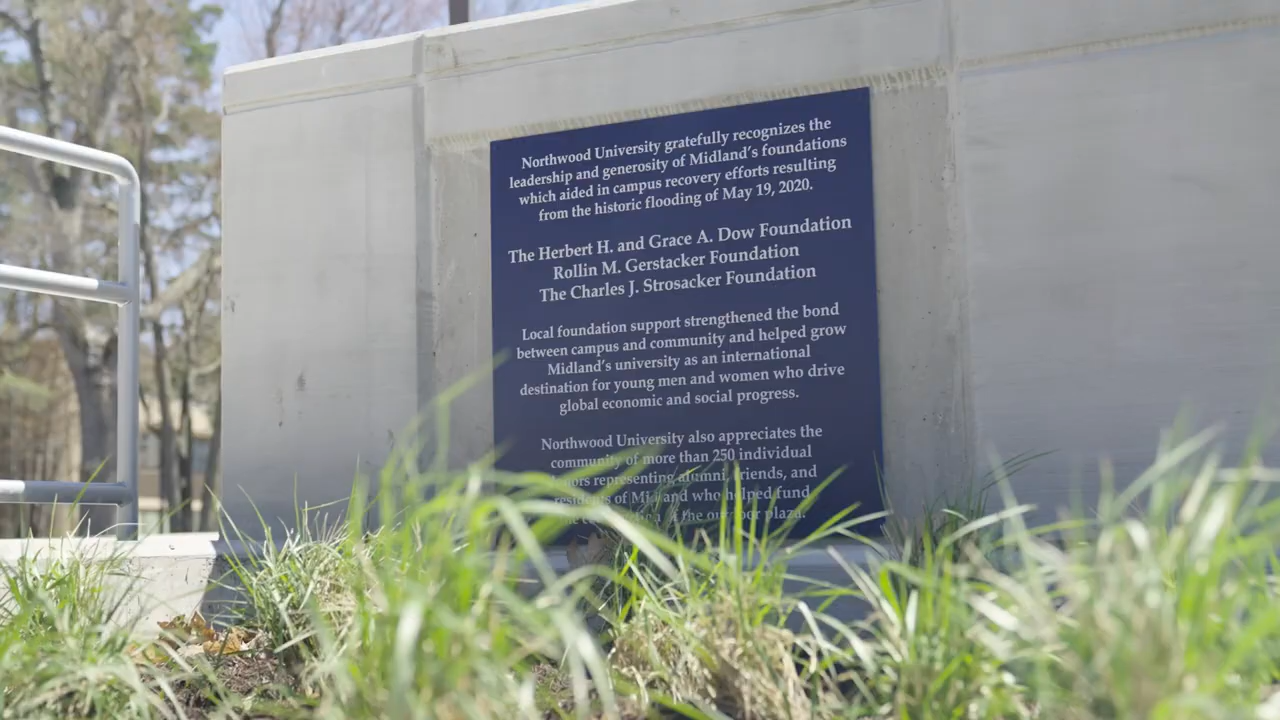 Northwood University gratefully recognizes the
leadership and generosity of Midland's foundations
which aided in campus recovery efforts resulting
from the historic flooding of May 19, 2020.
The Herbert H. and Grace A. Dow Foundation
Rollin M. Gerstacker Foundation
The Charles J. Strosacker Foundation
Local foundation support strengthened the bond
between campus and community and helped grow
Midland's university as an international
destination for young men and women who drive
global economic and social progress.
Northwood University also appreciates the
community of more than 250 individual
donors representing alumni, friends, and
residents of Midland who helped fund
the outdoor plaza.